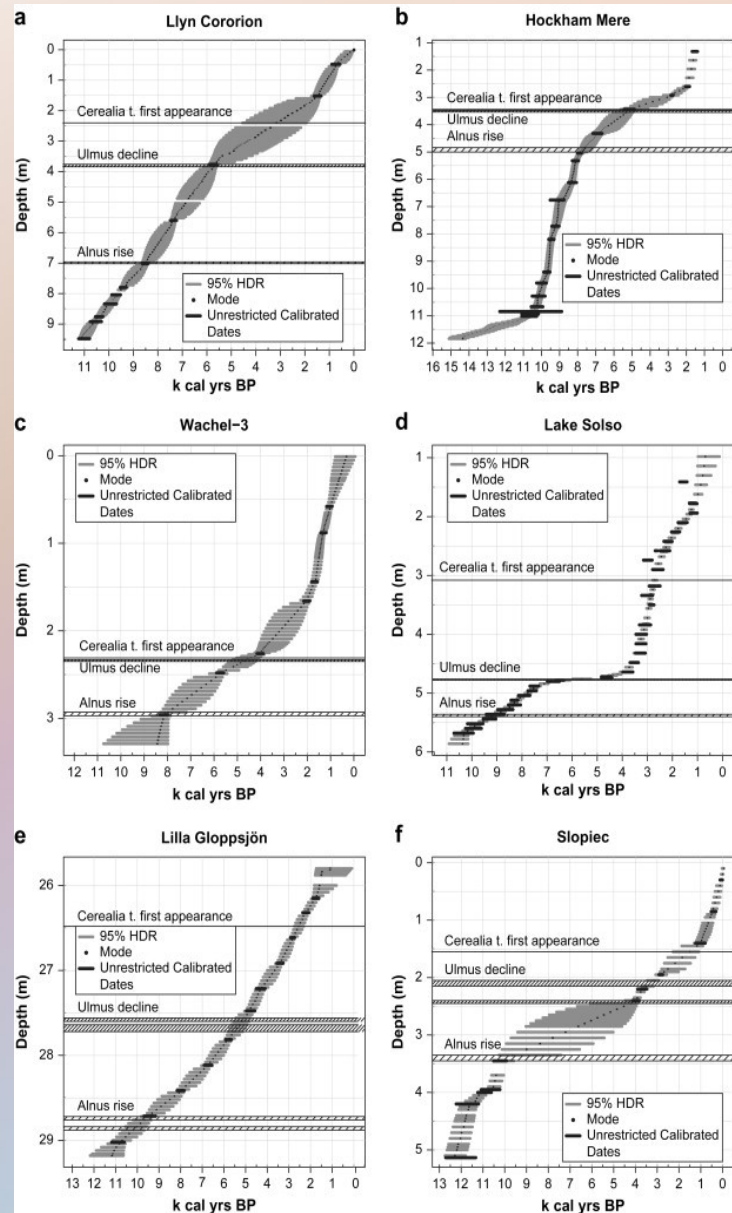 a
Llyn Cororion
0
1
2
3
4
5
6
7
8
9
Depth (m)
Cerealia t. first appearance
Ulmus decline
Alnus rise
95% HDR
Mode
Unrestricted Calibrated
Dates
11 10 9 8 7 6 5 4 3 2 1 0
k cal yrs BP
b
Hockham Mere
1
2
3
4
5
6
7
8
9
10
11
12
Depth (m)
Cerealia t. first appearance
Ulmus decline
Alnus rise
95% HDR
Mode
Unrestricted Calibrated
Dates
16 15 14 13 12 11 10 9 8 7 6 5 4 3 2 1 0
k cal yrs BP
c
Wachel−3
0
1
2
3
Depth (m)
95% HDR
Mode
Unrestricted Calibrated
Dates
Cerealia t. first appearance
Ulmus decline
Alnus rise
12 11 10 9 8 7 6 5 4 3 2 1 0
k cal yrs BP
d
Lake Solso
1
2
3
4
5
6
Depth (m)
95% HDR
Mode
Unrestricted Calibrated
Dates
Cerealia t. first appearance
Ulmus decline
Alnus rise
11 10 9 8 7 6 5 4 3 2 1 0
k cal yrs BP
e
Lilla Gloppsjön
26
27
28
29
Depth (m)
Cerealia t. first appearance
95% HDR
Mode
Unrestricted Calibrated
Dates
Ulmus decline
Alnus rise
13 12 11 10 9 8 7 6 5 4 3 2 1 0
k cal yrs BP
f
Slopiec
0
1
2
3
4
5
Depth (m)
Cerealia t. first appearance
Ulmus decline
Alnus rise
95% HDR
Mode
Unrestricted Calibrated
Dates
14 13 12 11 10 9 8 7 6 5 4 3 2 1 0
k cal yrs BP